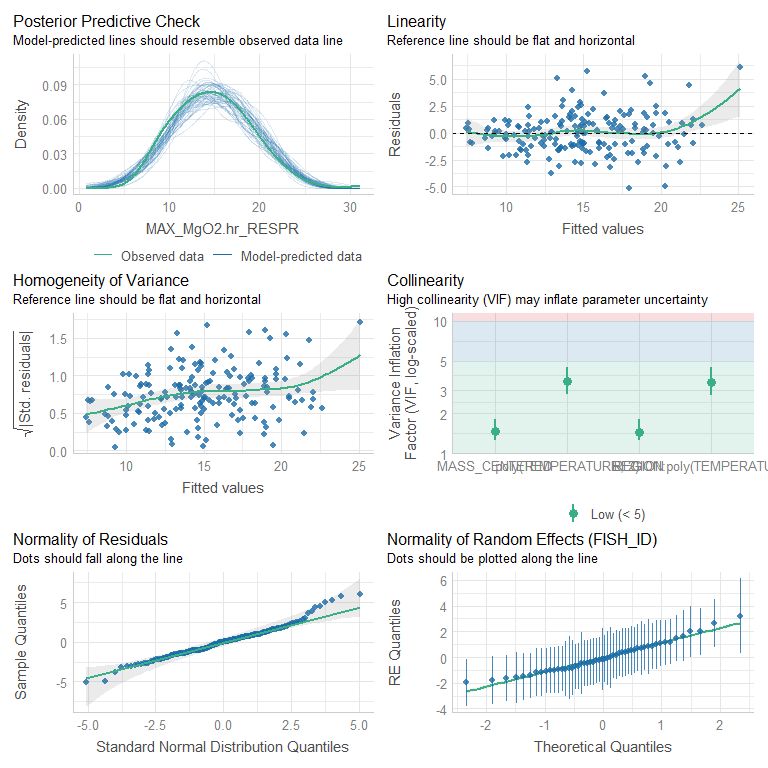 Posterior Predictive Check
Model-predicted lines should resemble observed data line
Density
0.09
0.06
0.03
0.00
0
10
20
30
MAX_MgO2.hr_RESPR
Observed data
Model-predicted data
Linearity
Reference line should be flat and horizontal
Residuals
5.0
2.5
0.0
-2.5
-5.0
10
15
20
25
Fitted values
Homogeneity of Variance
Reference line should be flat and horizontal
√|Std. residuals|
1.5
1.0
0.5
0.0
10
15
20
25
Fitted values
Collinearity
High collinearity (VIF) may inflate parameter uncertainty
Variance Inflation
Factor (VIF, log-scaled)
10
5
3
2
1
Low (< 5)
Normality of Residuals
Dots should fall along the line
Sample Quantiles
5
0
-5
-5.0
-2.5
0.0
2.5
5.0
Standard Normal Distribution Quantiles
Normality of Random Effects (FISH_ID)
Dots should be plotted along the line
RE Quantiles
6
4
2
0
-2
-4
-2
-1
0
1
2
Theoretical Quantiles